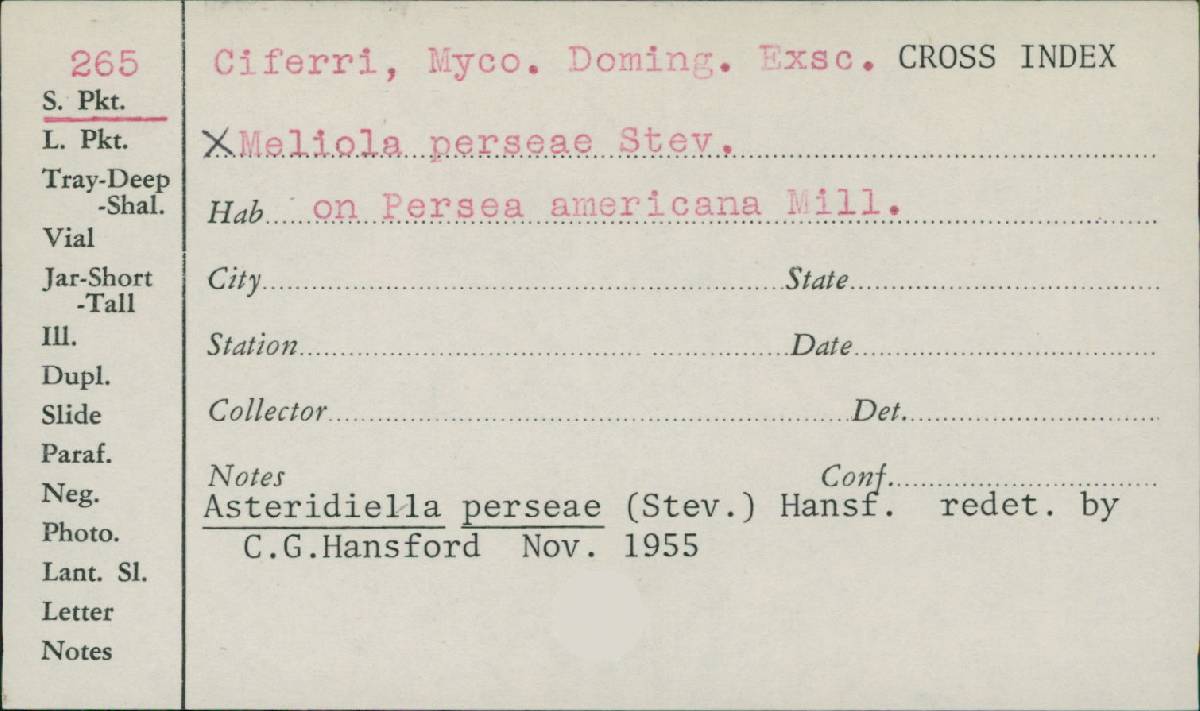 265
S. Pkt.
L. Pkt.
Tray-Deep
-Shal.
Vial
Jar-Short
-Tall
Ill.
Dupl.
Slide
Paraf.
Neg.
Photo.
Lant. Sl.
Letter
Notes
Ciferri, Myco. Doming. Exsc. CROSS INDEX
X Meliola perseae Stev.
Hab on Persea americana Mill.
City State
Station Date
Collector Det.
Notes Conf.
Asteridiella perseae (Stev.) Hansf. redet. by
C.G.Hansford Nov. 1955